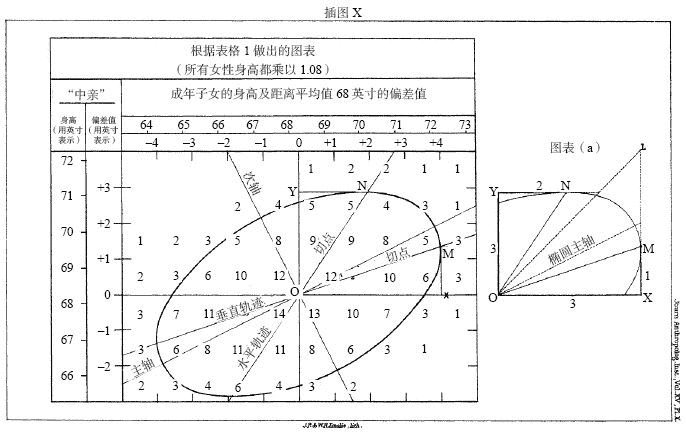 插图 X
根据表格 1 做出的图表
（所有女性身高都乘以 1.08）
“中亲” 成年子女的身高及距离平均值 68 英寸的偏差值
身高（用英寸表示） 偏差值（用英寸表示）
64 65 66 67 68 69 70 71 72 73
−4 −3 −2 −1 0 +1 +2 +3 +4
72 1 2 2 1 1
图表（a） 1
次轴 Y N
71 +3 2 4 5 5 4 3 1
Y 2 N
+2
70 1 2 3 5 8 9 9 8 5 3
切点 切点 M
3 椭圆主轴 M
69 +1 2 3 6 10 12 12 10 6 3
1
68 0 O x
O 3 X
垂直轨迹
3 7 11 14 13 10 7 3 1
67 −1
主轴 水平轨迹
3 6 8 11 11 8 6 3 1
−2
66 2 3 4 6 4 3 2